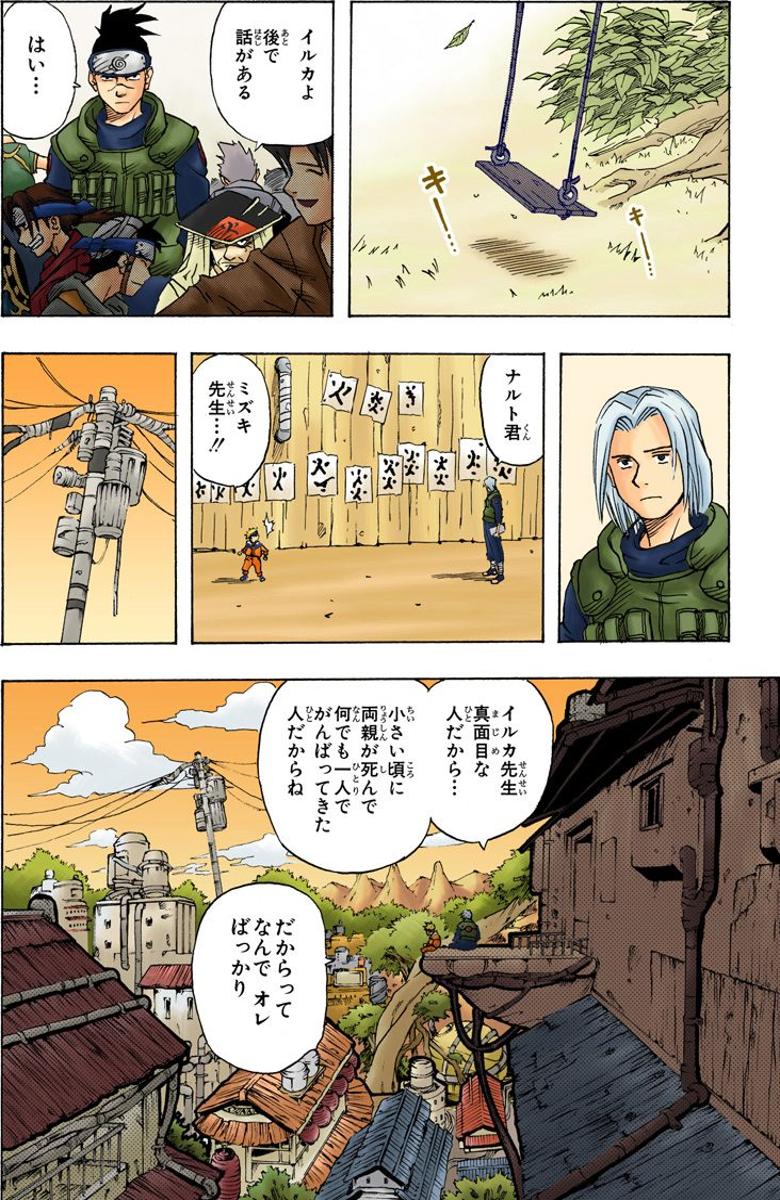 キー…
キー…
イルカよ
後で
話がある
はい…
ナルト君
ミズキ
先生…!!
イルカ先生
真面目な
人だから…
小さい頃に
両親が死んで
何でも一人で
がんばってきた
人だからね
だからって
なんで オレ
ばっかり